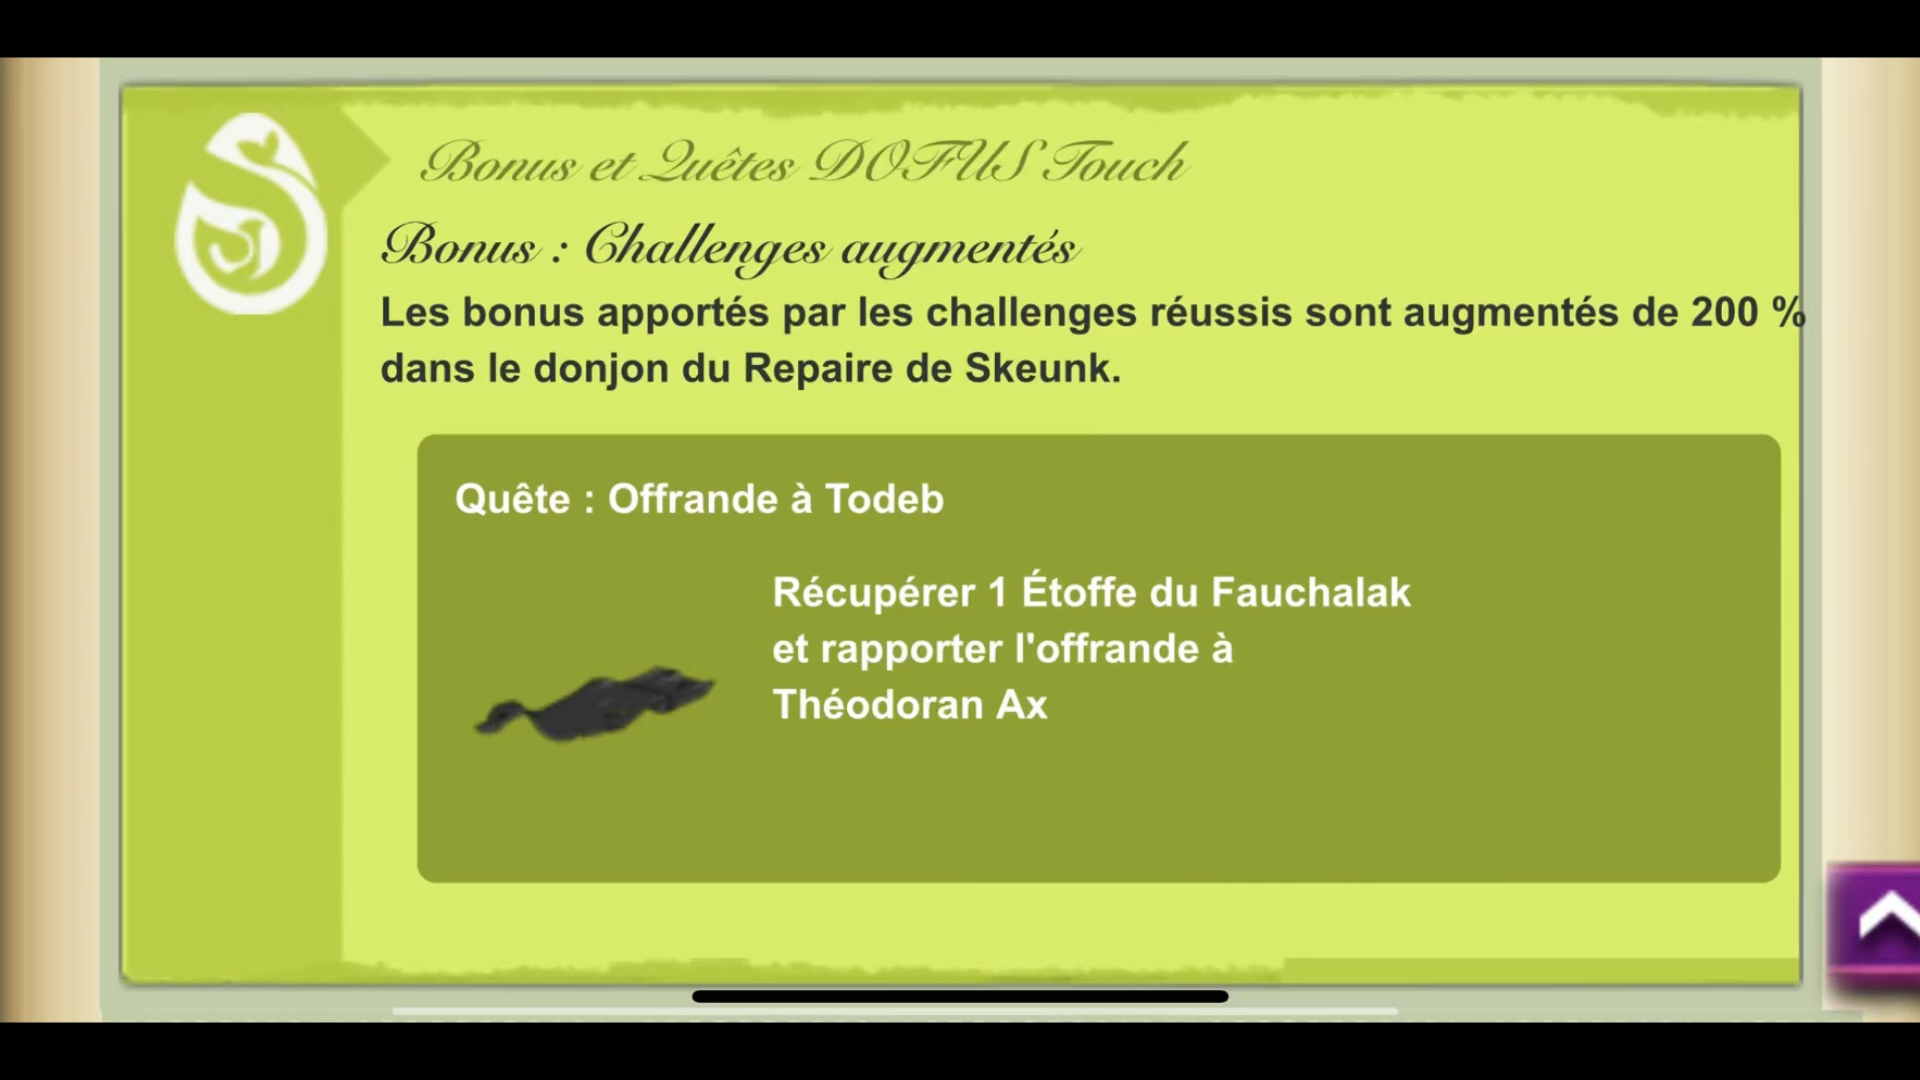 Bonus et Quêtes DOFUS Touch
Bonus : Challenges augmentés
Les bonus apportés par les challenges réussis sont augmentés de 200 %
dans le donjon du Repaire de Skeunk.
Quête : Offrande à Todeb
Récupérer 1 Étoffe du Fauchalak
et rapporter l'offrande à
Théodoran Ax